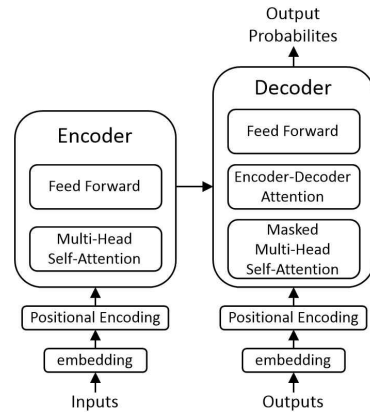 Output
Probabilites
Decoder
Feed Forward
Encoder-Decoder
Attention
Masked
Multi-Head
Self-Attention
Positional Encoding
embedding
Outputs
Encoder
Feed Forward
Multi-Head
Self-Attention
Positional Encoding
embedding
Inputs